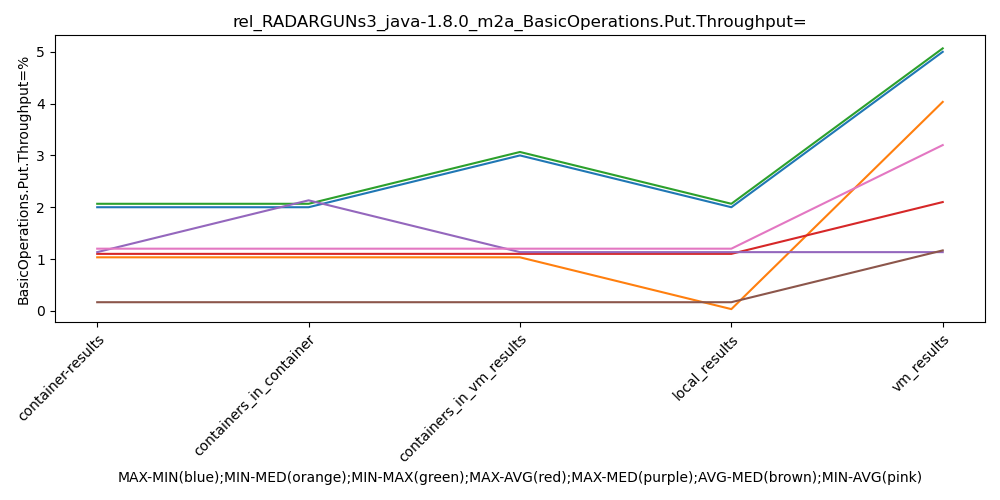 rel_RADARGUNs3_java-1.8.0_m2a_BasicOperations.Put.Throughput=
BasicOperations.Put.Throughput=%
5
4
3
2
1
0
container-results
containers_in_container
containers_in_vm_results
local_results
vm_results
MAX-MIN(blue);MIN-MED(orange);MIN-MAX(green);MAX-AVG(red);MAX-MED(purple);AVG-MED(brown);MIN-AVG(pink)